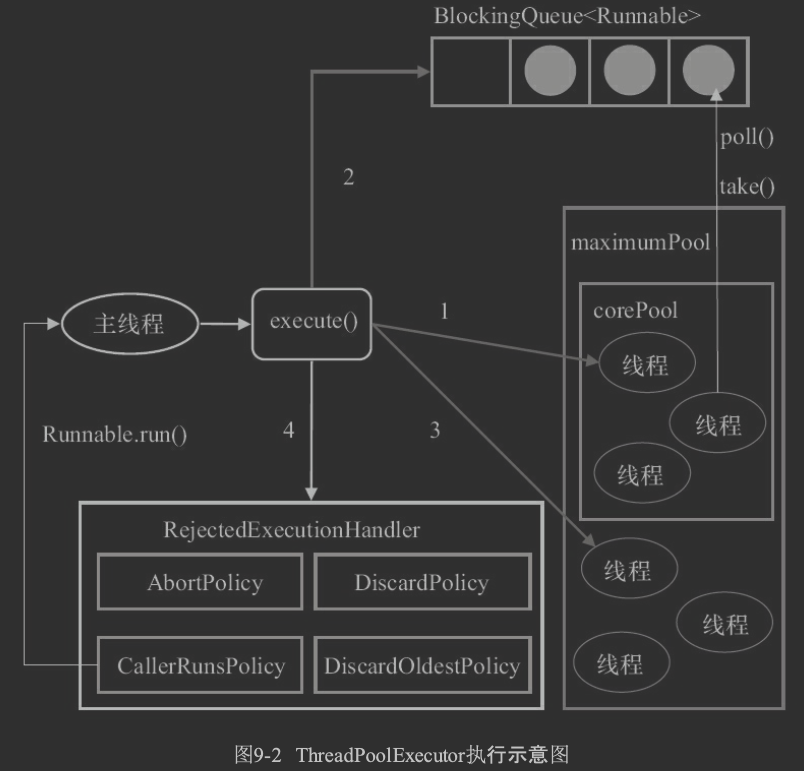 BlockingQueue<Runnable>
poll()
2
take()
maximumPool
corePool
1
execute()
主线程
线程
线程
Runnable.run()
4
3
线程
RejectedExecutionHandler
线程
AbortPolicy
DiscardPolicy
线程
CallerRunsPolicy
DiscardOldestPolicy
线程
图9-2 ThreadPoolExecutor执行示意图